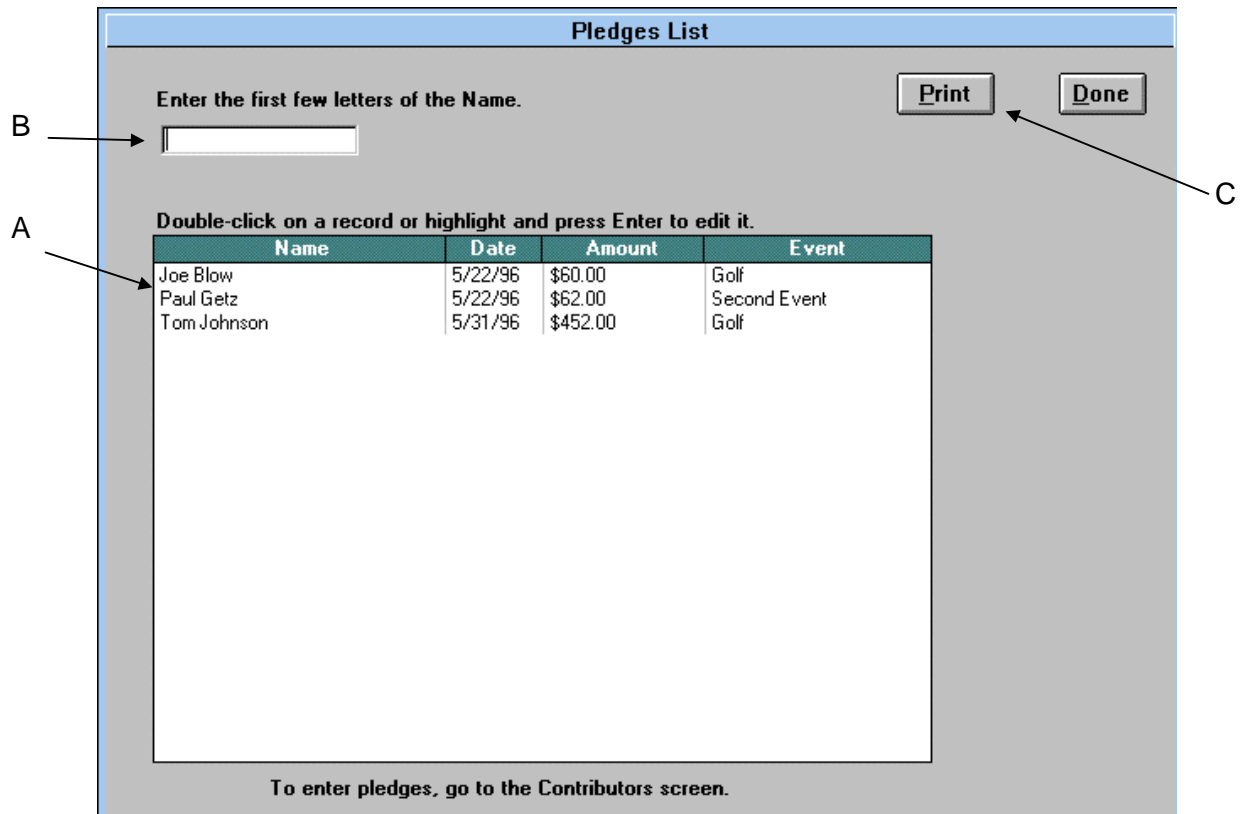 Pledges List
Enter the first few letters of the Name.
Print
Done
B
C
Double-click on a record or highlight and press Enter to edit it.
A
Name Date Amount Event
Joe Blow 5/22/96 $60.00 Golf
Paul Getz 5/22/96 $62.00 Second Event
Tom Johnson 5/31/96 $452.00 Golf
To enter pledges, go to the Contributors screen.